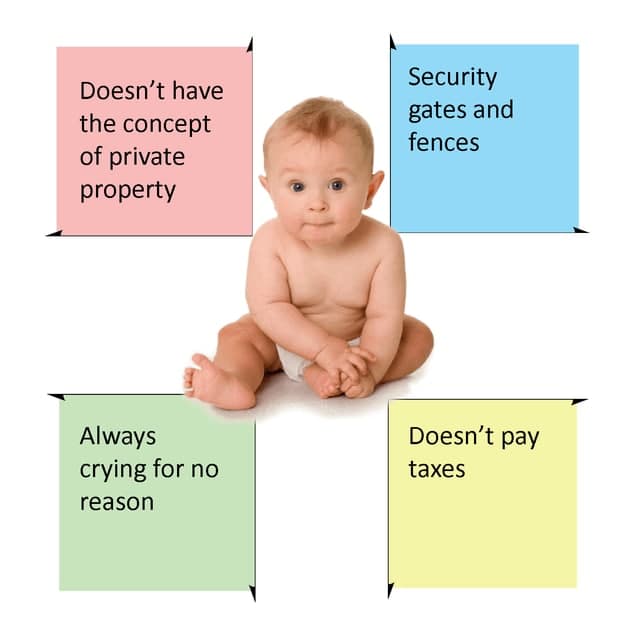 Doesn’t have
the concept
of private
property
Security
gates and
fences
Always
crying for no
reason
Doesn’t pay
taxes